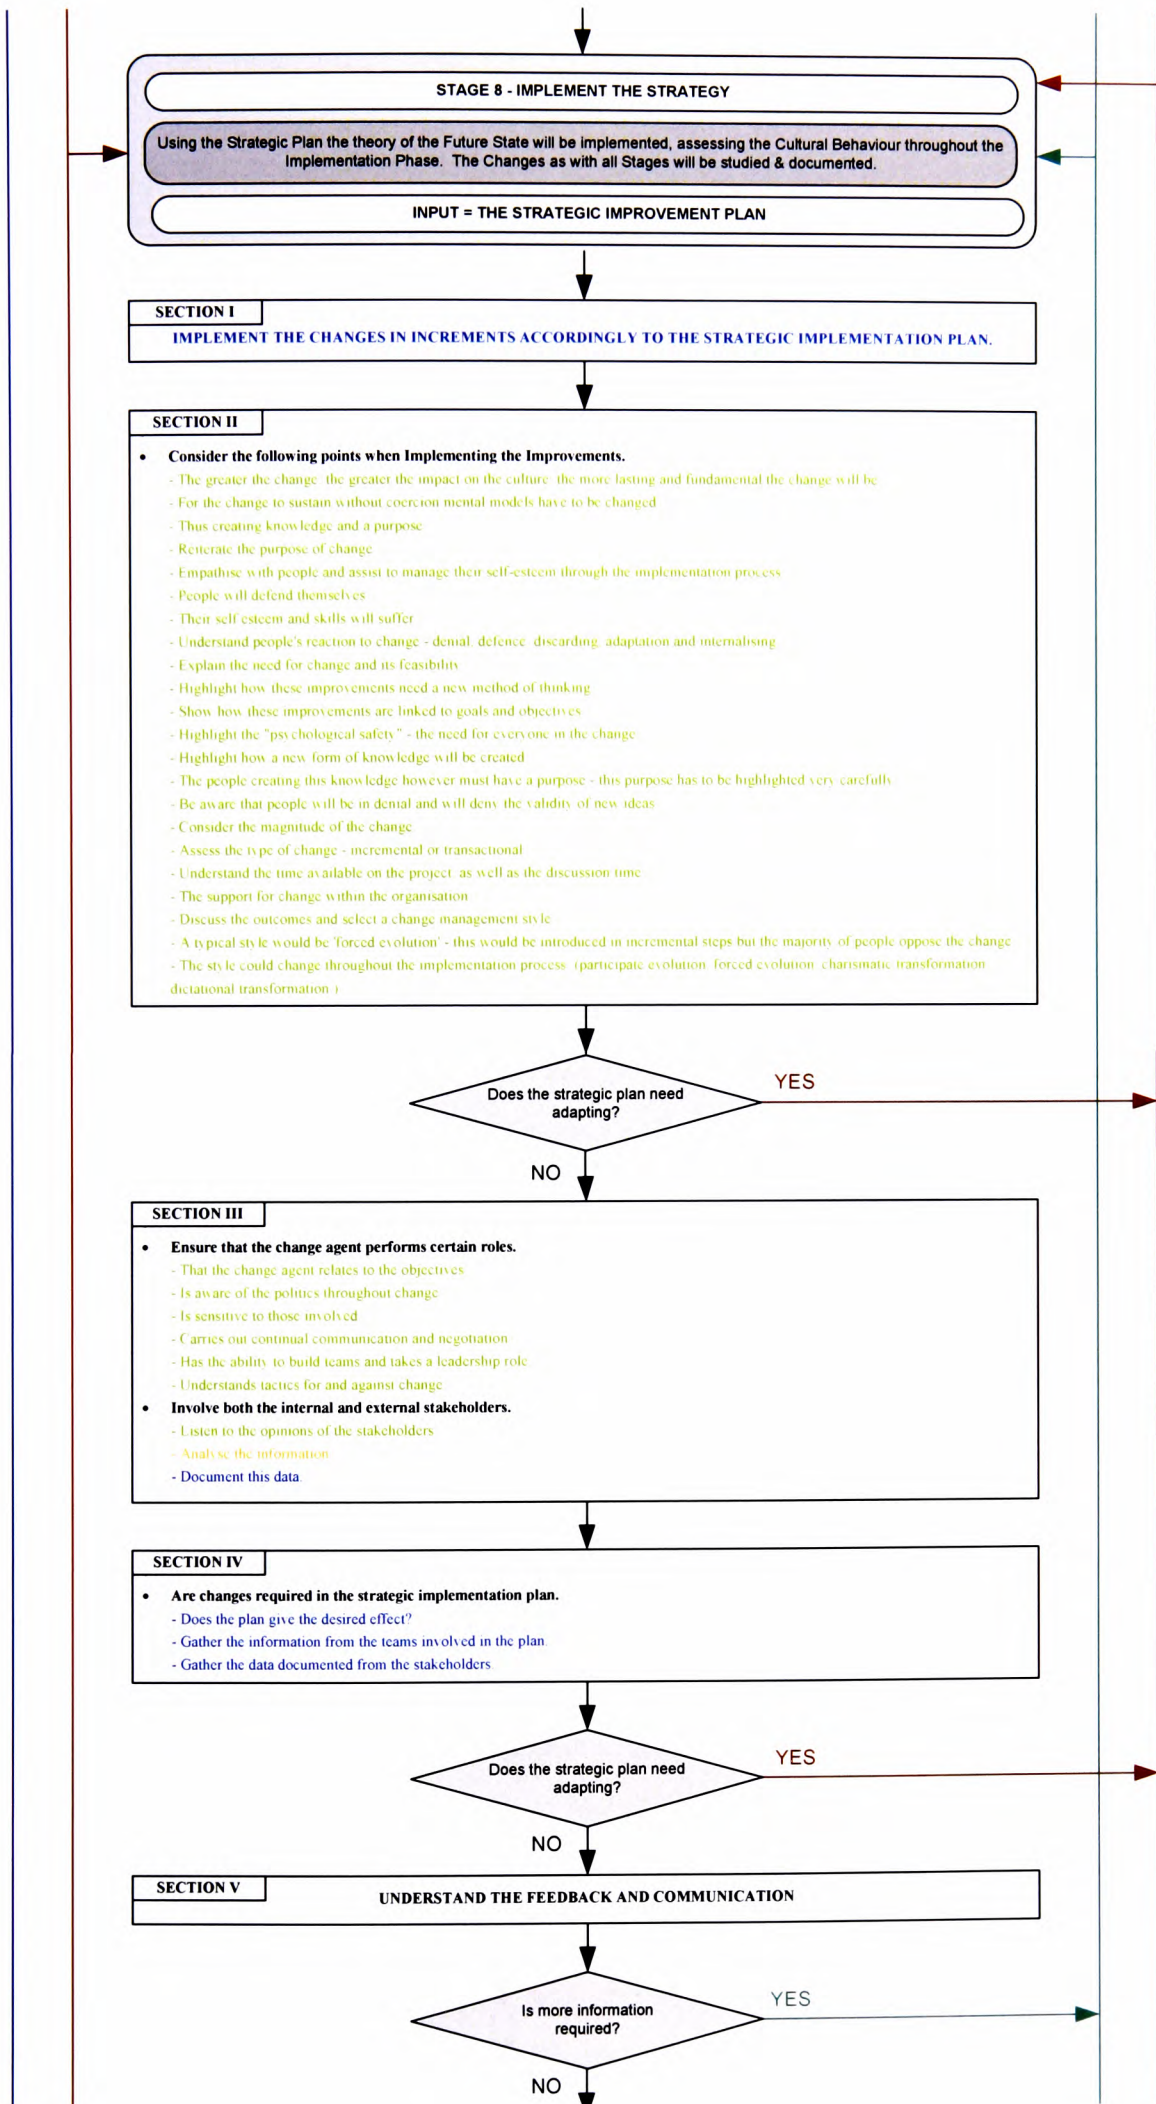 STAGE 8 - IMPLEMENT THE STRATEGY
Using the Strategic Plan the theory of the Future State will be implemented, assessing the Cultural Behaviour throughout the
Implementation Phase. The Changes as with all Stages will be studied & documented.
INPUT = THE STRATEGIC IMPROVEMENT PLAN
SECTION I
IMPLEMENT THE CHANGES IN INCREMENTS ACCORDINGLY TO THE STRATEGIC IMPLEMENTATION PLAN.
SECTION II
• Consider the following points when Implementing the Improvements.
- The greater the change the greater the impact on the culture the more lasting and fundamental the change will be
- For the change to sustain without coercion mental models have to be changed
- Thus creating knowledge and a purpose
- Reiterate the purpose of change
- Empathise with people and assist to manage their self-esteem through the implementation process
- People will defend themselves
- Their self esteem and skills will suffer
- Understand people's reaction to change - denial, defence, discarding, adaptation and internalising
- Explain the need for change and its feasibility
- Highlight how these improvements need a new method of thinking
- Show how these improvements are linked to goals and objectives
- Highlight the "psychological safety" - the need for everyone in the change
- Highlight how a new form of knowledge will be created
- The people creating this knowledge however must have a purpose - this purpose has to be highlighted very carefully
- Be aware that people will be in denial and will deny the validity of new ideas
- Consider the magnitude of the change
- Assess the type of change - incremental or transactional
- Understand the time available on the project, as well as the discussion time
- The support for change within the organisation
- Discuss the outcomes and select a change management style
- A typical style would be 'forced evolution' - this would be introduced in incremental steps but the majority of people oppose the change
- The style could change throughout the implementation process (participate evolution, forced evolution, charismatic transformation
dictational transformation )
Does the strategic plan need
adapting?
YES
NO
SECTION III
• Ensure that the change agent performs certain roles.
- That the change agent relates to the objectives
- Is aware of the politics throughout change
- Is sensitive to those involved
- Carries out continual communication and negotiation
- Has the ability to build teams and takes a leadership role
- Understands tactics for and against change
• Involve both the internal and external stakeholders.
- Listen to the opinions of the stakeholders
- Analyse the information
- Document this data.
SECTION IV
• Are changes required in the strategic implementation plan.
- Does the plan give the desired effect?
- Gather the information from the teams involved in the plan.
- Gather the data documented from the stakeholders
Does the strategic plan need
adapting?
YES
NO
SECTION V
UNDERSTAND THE FEEDBACK AND COMMUNICATION
Is more information
required?
YES
NO